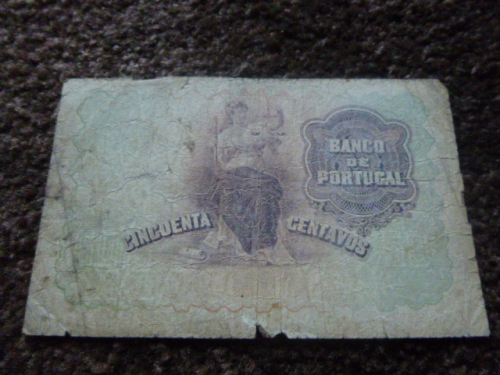 BANCO
DE
PORTUGAL
CINCOENTA CENTAVOS